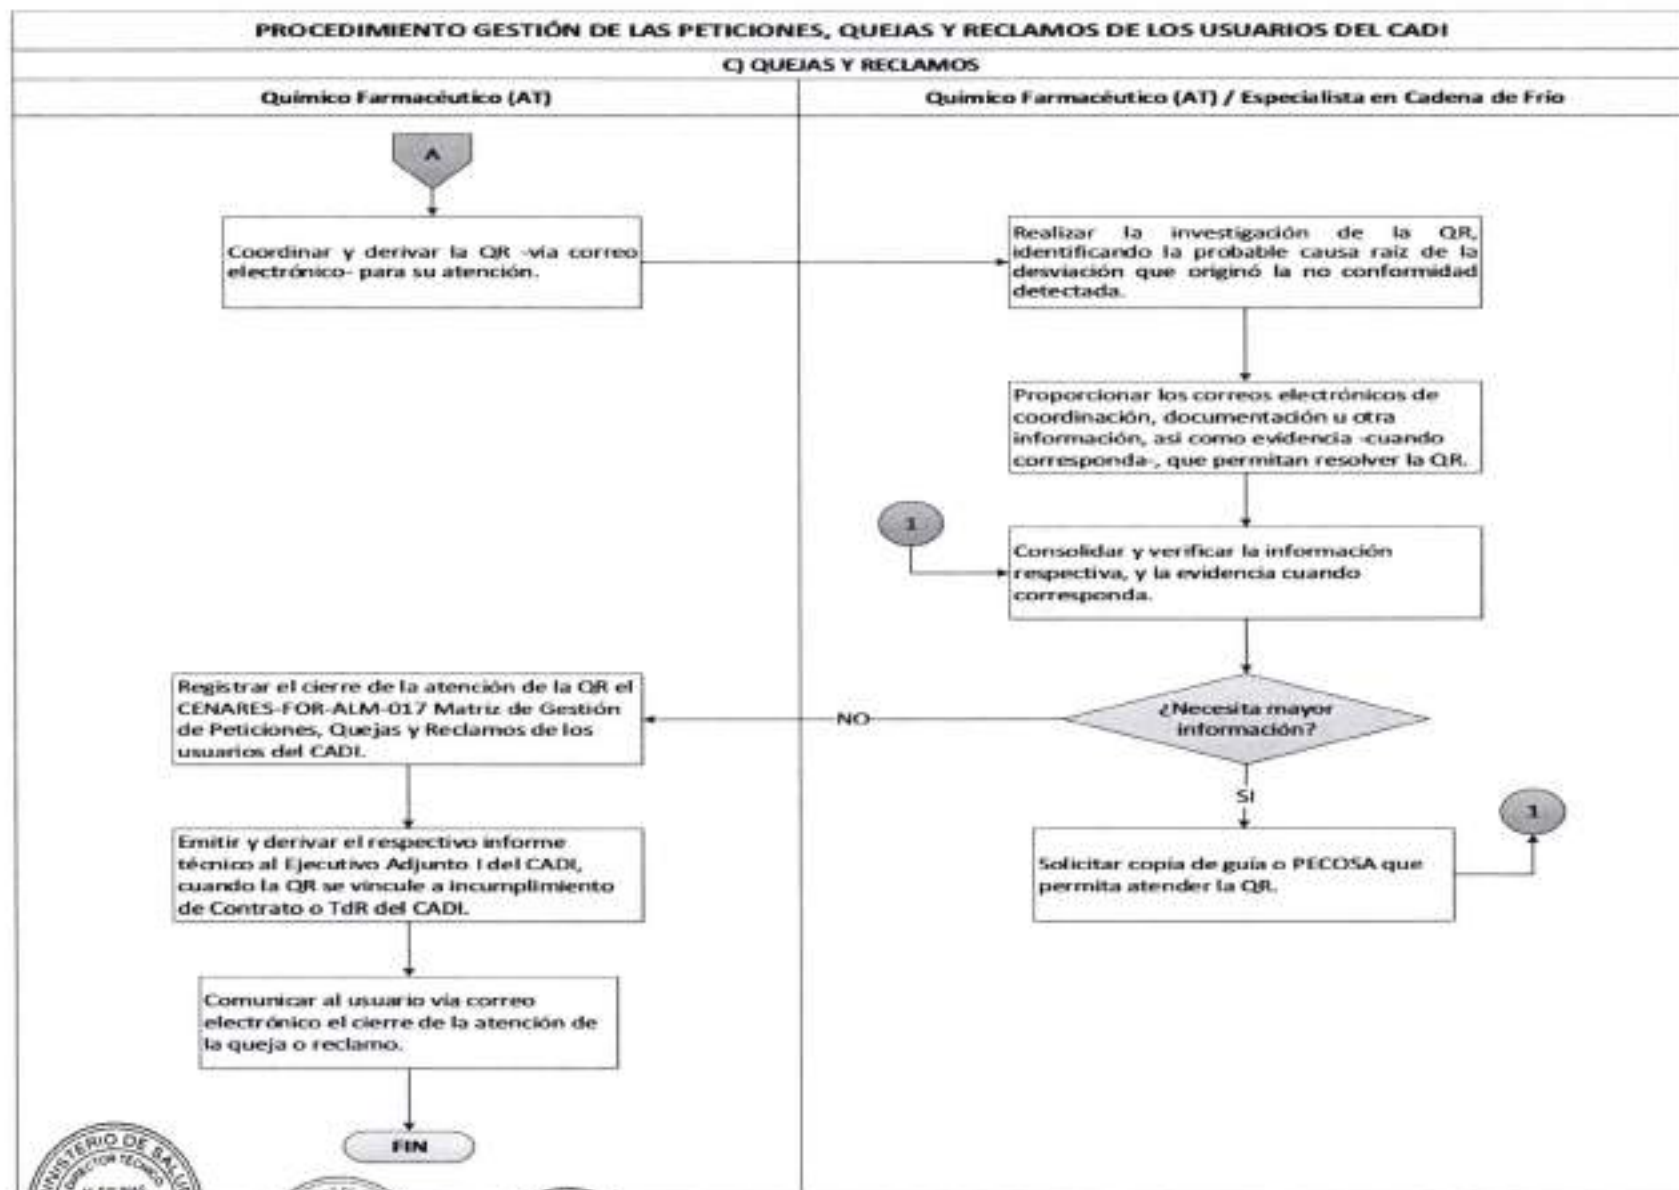 PROCEDIMIENTO GESTIÓN DE LAS PETICIONES, QUEJAS Y RECLAMOS DE LOS USUARIOS DEL CADI
C) QUEJAS Y RECLAMOS
Químico Farmacéutico (AT)
Químico Farmacéutico (AT) / Especialista en Cadena de Frío
A
Coordinar y derivar la QR -vía correo
electrónico- para su atención.
Realizar la investigación de la QR,
identificando la probable causa raíz de la
desviación que originó la no conformidad
detectada.
Proporcionar los correos electrónicos de
coordinación, documentación u otra
información, así como evidencia -cuando
corresponda-, que permitan resolver la QR.
1
Consolidar y verificar la información
respectiva, y la evidencia cuando
corresponda.
¿Necesita mayor
información?
NO
SI
Solicitar copia de guía o PECOSA que
permita atender la QR.
1
Registrar el cierre de la atención de la QR el
CENARES-FOR-ALM-017 Matriz de Gestión
de Peticiones, Quejas y Reclamos de los
usuarios del CADI.
Emitir y derivar el respectivo informe
técnico al Ejecutivo Adjunto I del CADI,
cuando la QR se vincule a incumplimiento
de Contrato o TdR del CADI.
Comunicar al usuario vía correo
electrónico el cierre de la atención de
la queja o reclamo.
FIN
MINISTERIO DE SALUD
DIRECTOR TÉCNICO